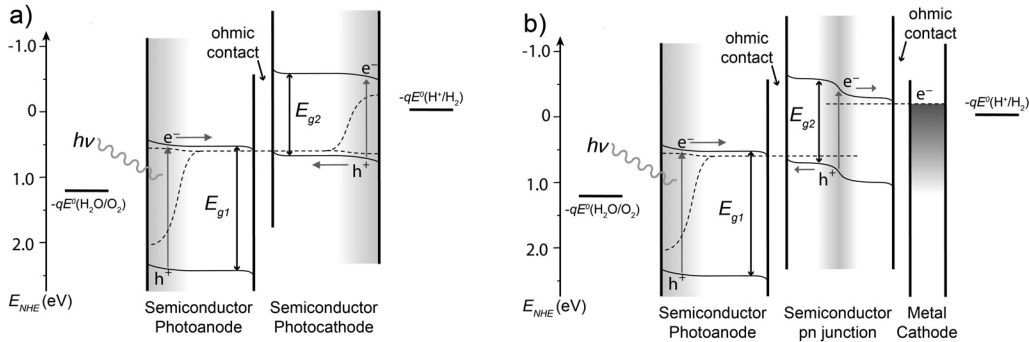 a)
ohmic
contact
-1.0
0
1.0
2.0
E_NHE (eV)
hν
e⁻
h⁺
E_g1
E_g2
e⁻
h⁺
-qE⁰(H⁺/H₂)
-qE⁰(H₂O/O₂)
Semiconductor
Photoanode
Semiconductor
Photocathode
b)
ohmic
contact
ohmic
contact
-1.0
0
1.0
2.0
E_NHE (eV)
hν
e⁻
h⁺
E_g1
E_g2
e⁻
h⁺
e⁻
-qE⁰(H⁺/H₂)
-qE⁰(H₂O/O₂)
Semiconductor
Photoanode
Semiconductor
pn junction
Metal
Cathode